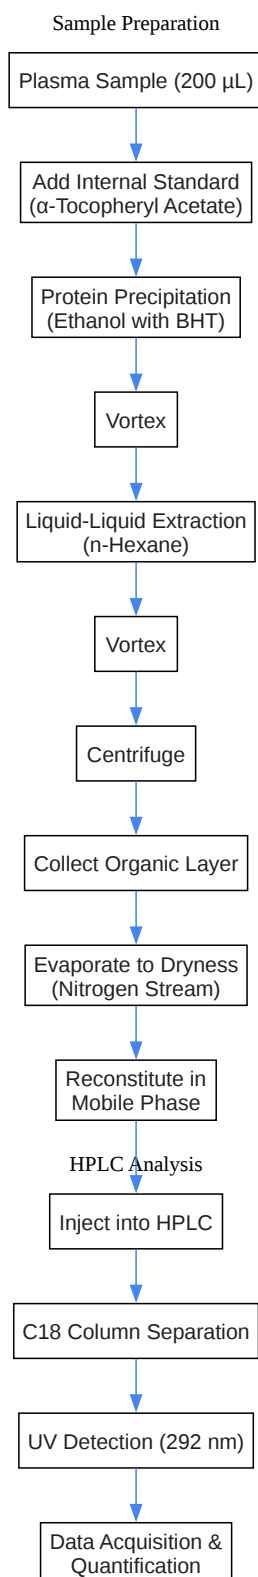 Sample Preparation
Plasma Sample (200 µL)
Add Internal Standard
(α-Tocopheryl Acetate)
Protein Precipitation
(Ethanol with BHT)
Vortex
Liquid-Liquid Extraction
(n-Hexane)
Vortex
Centrifuge
Collect Organic Layer
Evaporate to Dryness
(Nitrogen Stream)
Reconstitute in
Mobile Phase
HPLC Analysis
Inject into HPLC
C18 Column Separation
UV Detection (292 nm)
Data Acquisition &
Quantification